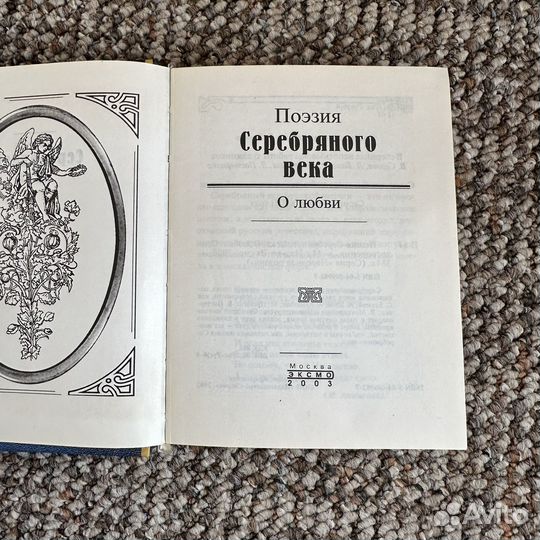 Поэзия
Серебряного
века
О любви
Москва
ЭКСМО
2003
Avito